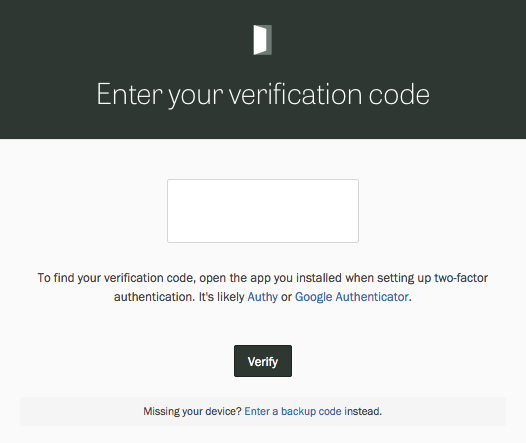 Enter your verification code
To find your verification code, open the app you installed when setting up two-factor
authentication. It's likely Authy or Google Authenticator.
Verify
Missing your device? Enter a backup code instead.